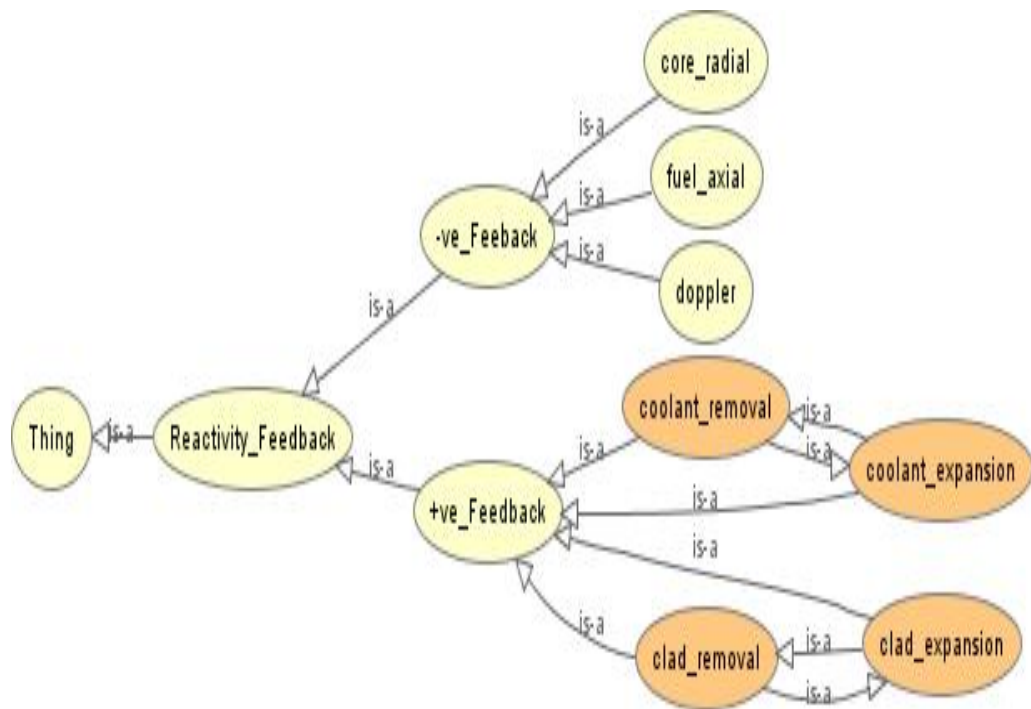 core_radial
is-a
fuel_axial
is-a
-ve_Feeback
is-a
doppler
is-a
coolant_removal
is-a
Thing
is-a
Reactivity_Feedback
is-a
is-a
is-a
coolant_expansion
is-a
+ve_Feedback
is-a
is-a
clad_removal
is-a
clad_expansion
is-a